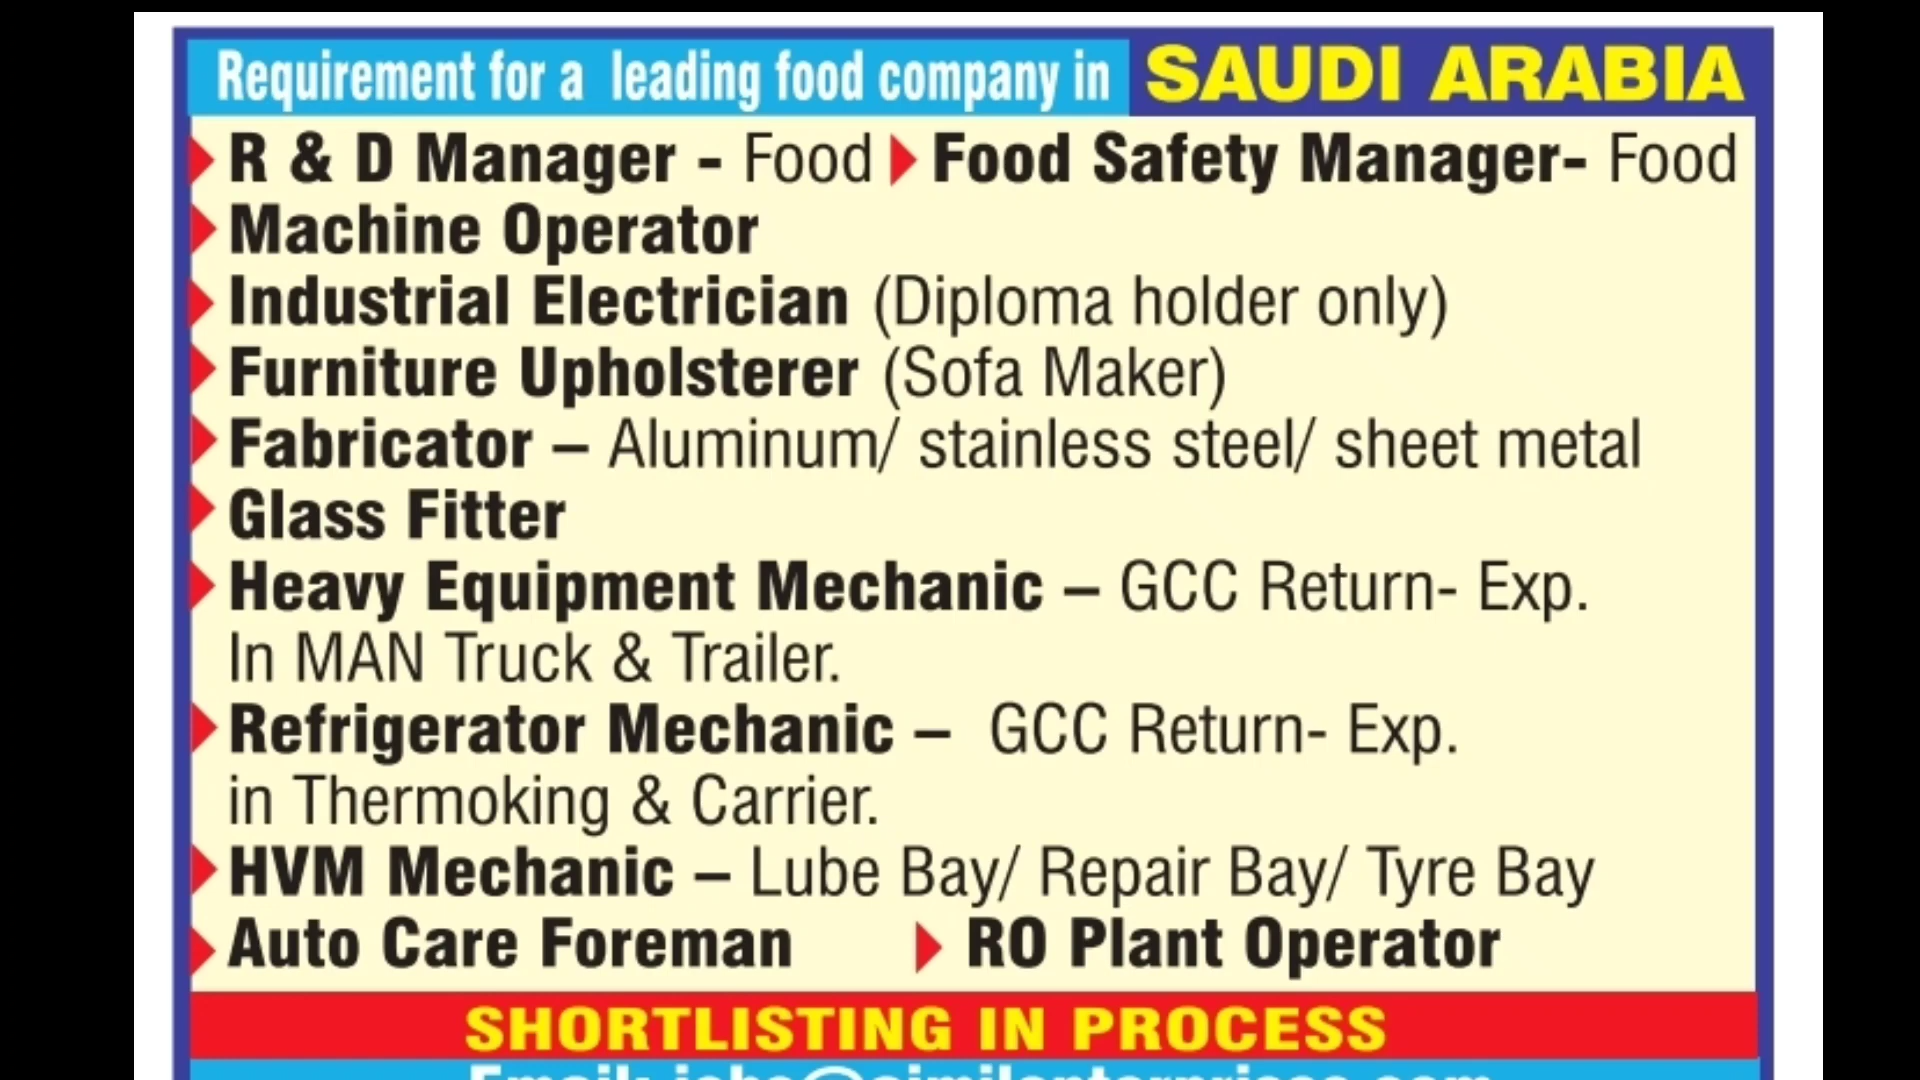 Requirement for a leading food company in SAUDI ARABIA
R & D Manager - Food Food Safety Manager- Food
Machine Operator
Industrial Electrician (Diploma holder only)
Furniture Upholsterer (Sofa Maker)
Fabricator – Aluminum/ stainless steel/ sheet metal
Glass Fitter
Heavy Equipment Mechanic – GCC Return- Exp.
In MAN Truck & Trailer.
Refrigerator Mechanic – GCC Return- Exp.
in Thermoking & Carrier.
HVM Mechanic – Lube Bay/ Repair Bay/ Tyre Bay
Auto Care Foreman RO Plant Operator
SHORTLISTING IN PROCESS